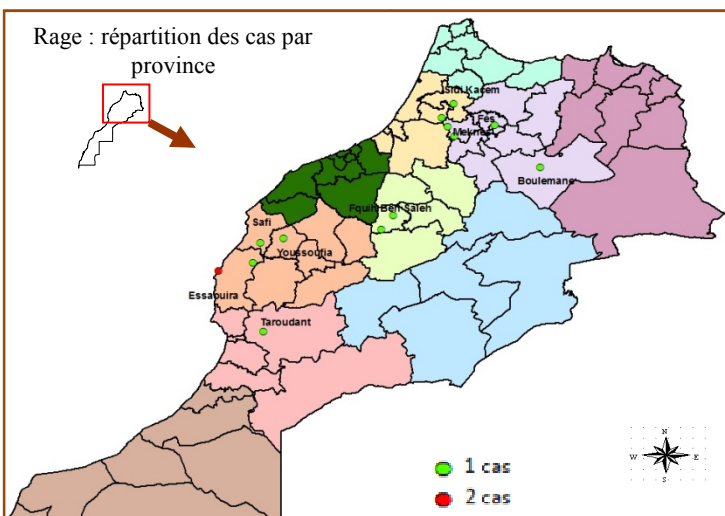 Rage : répartition des cas par
province
Sidi Kacem
Fes
Meknes
Boulemane
Fquih Ben Saleh
Safi
Youssoufia
Essaouira
Taroudant
N
W
E
S
1 cas
2 cas